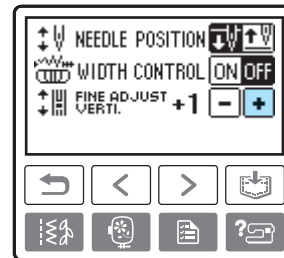 NEEDLE POSITION
WIDTH CONTROL ON OFF
FINE ADJUST VERTI. +1 - +
?